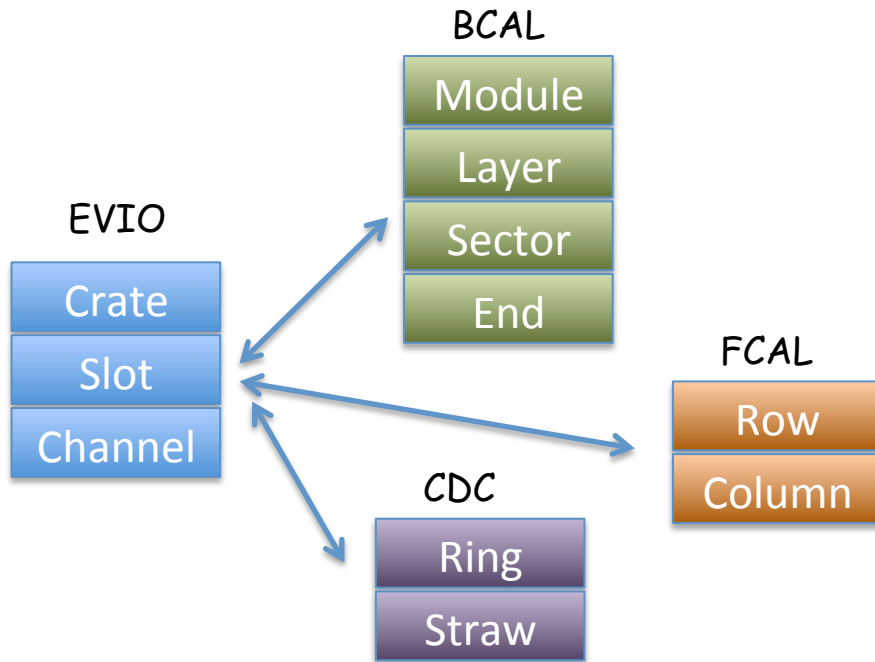 BCAL
Module
Layer
Sector
End
EVIO
Crate
Slot
Channel
FCAL
Row
Column
CDC
Ring
Straw